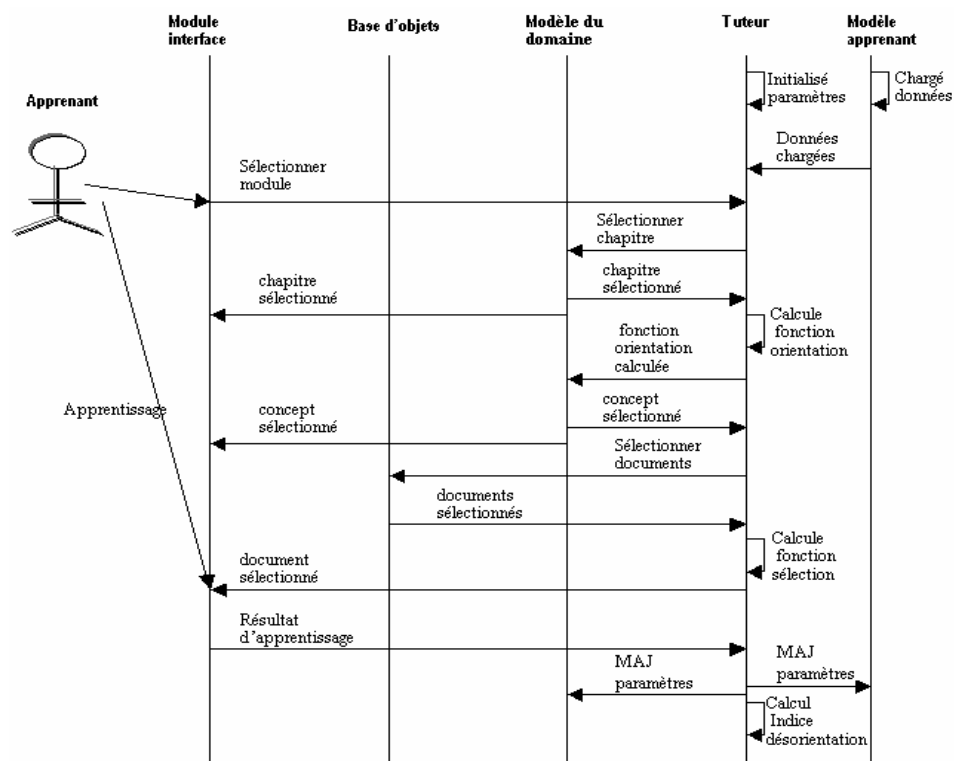 Module
interface
Base d'objets
Modèle du
domaine
Tuteur
Modèle
apprenant
Apprenant
Initialisé
paramètres
Chargé
données
Données
chargées
Sélectionner
module
Sélectionner
chapitre
chapitre
sélectionné
chapitre
sélectionné
Calcule
fonction
orientation
fonction
orientation
calculée
Apprentissage
concept
sélectionné
concept
sélectionné
Sélectionner
documents
documents
sélectionnés
Calcule
fonction
sélection
document
sélectionné
Résultat
d'apprentissage
MAJ
paramètres
MAJ
paramètres
Calcul
Indice
désorientation